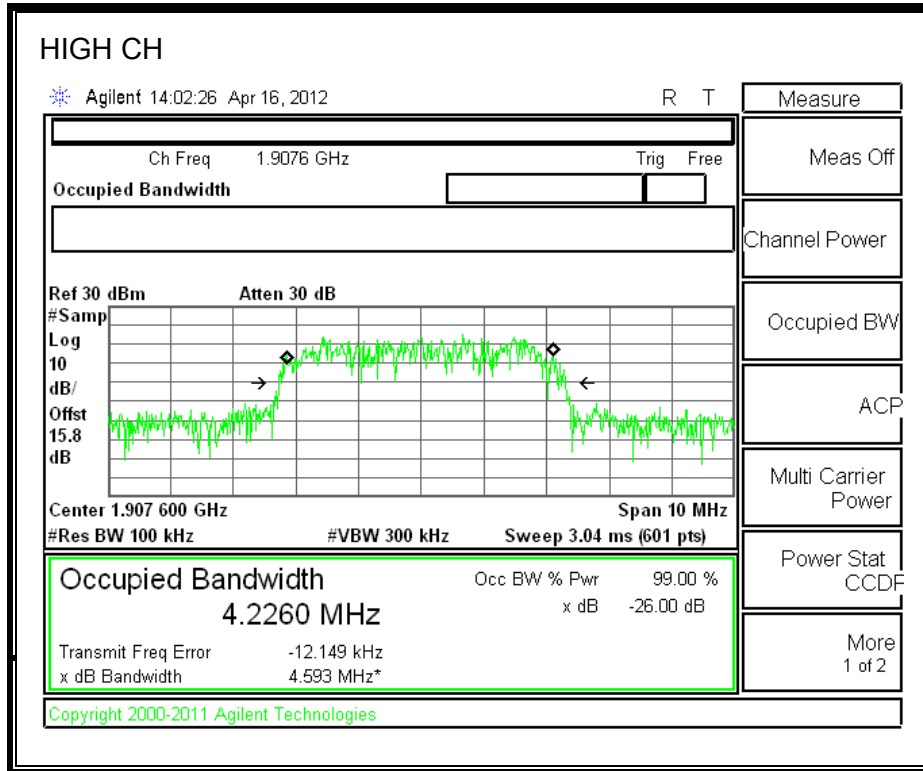 HIGH CH
Agilent 14:02:26 Apr 16, 2012 R T
Measure
Ch Freq 1.9076 GHz Trig Free
Occupied Bandwidth
Meas Off
Channel Power
Occupied BW
ACP
Multi Carrier
Power
Power Stat
CCDF
More
1 of 2
Ref 30 dBm Atten 30 dB
#Samp
Log
10
dB/
Offst
15.8
dB
Center 1.907 600 GHz Span 10 MHz
#Res BW 100 kHz #VBW 300 kHz Sweep 3.04 ms (601 pts)
Occupied Bandwidth Occ BW % Pwr 99.00 %
4.2260 MHz x dB -26.00 dB
Transmit Freq Error -12.149 kHz
x dB Bandwidth 4.593 MHz*
Copyright 2000-2011 Agilent Technologies